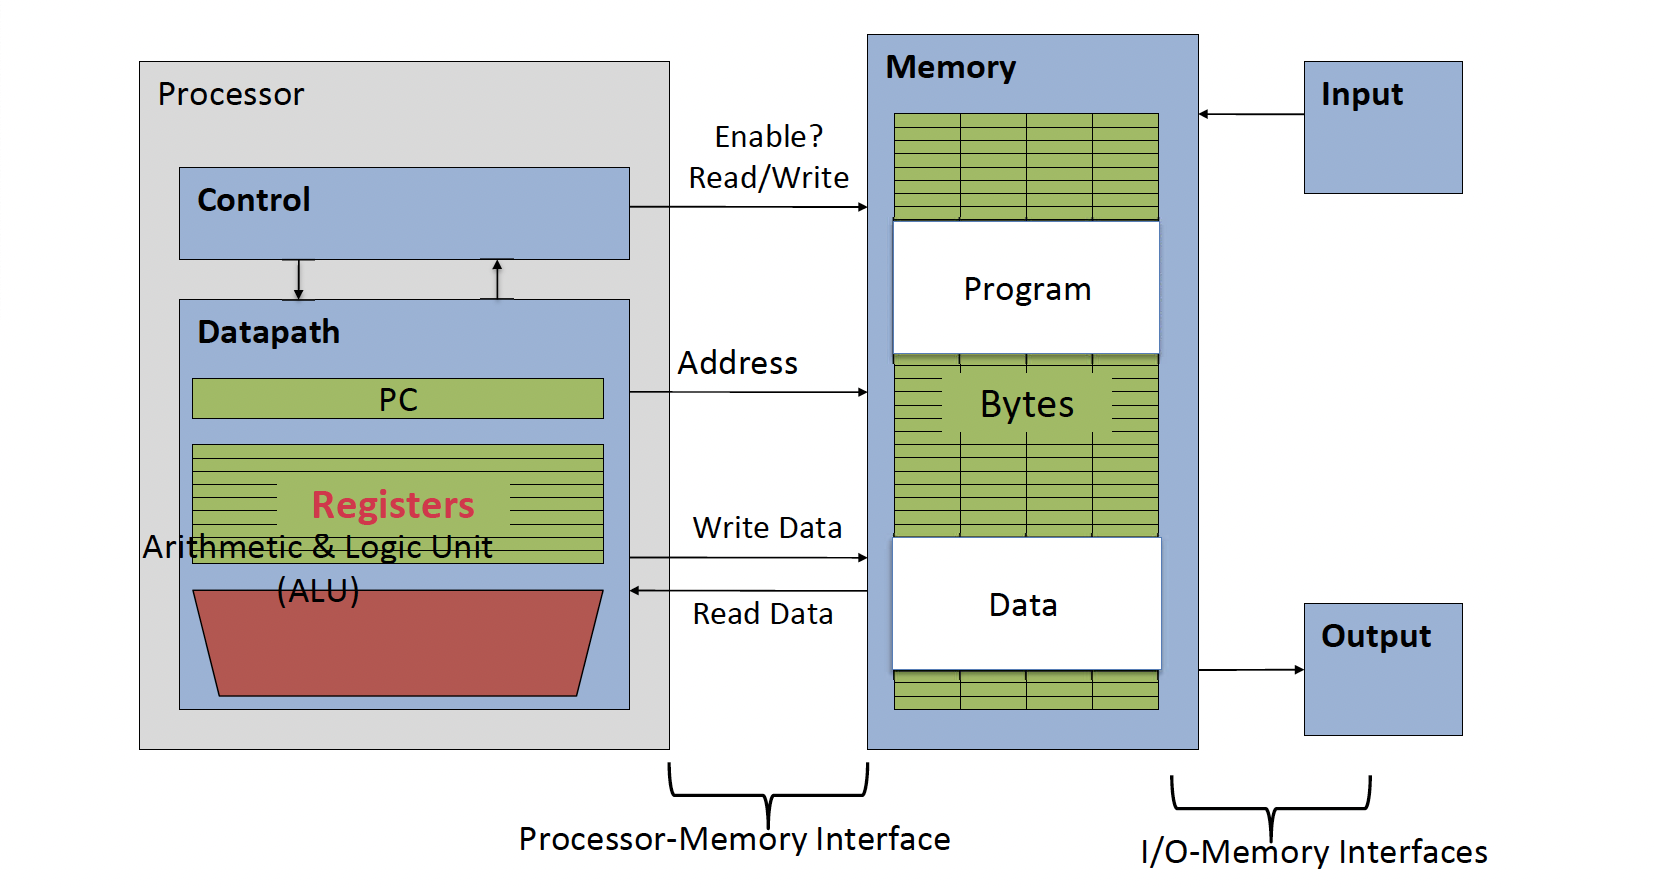 Processor
Control
Datapath
PC
Registers
Arithmetic & Logic Unit
(ALU)
Enable?
Read/Write
Address
Write Data
Read Data
Memory
Program
Bytes
Data
Input
Output
Processor-Memory Interface
I/O-Memory Interfaces